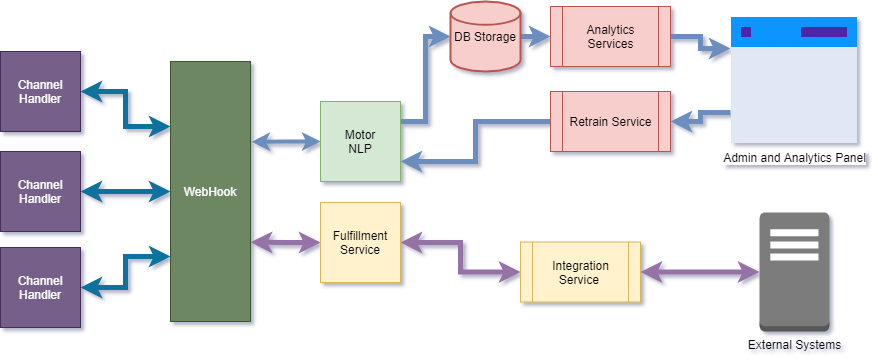 Channel
Handler
Channel
Handler
Channel
Handler
WebHook
Motor
NLP
Fulfillment
Service
DB Storage
Analytics
Services
Retrain Service
Admin and Analytics Panel
Integration
Service
External Systems